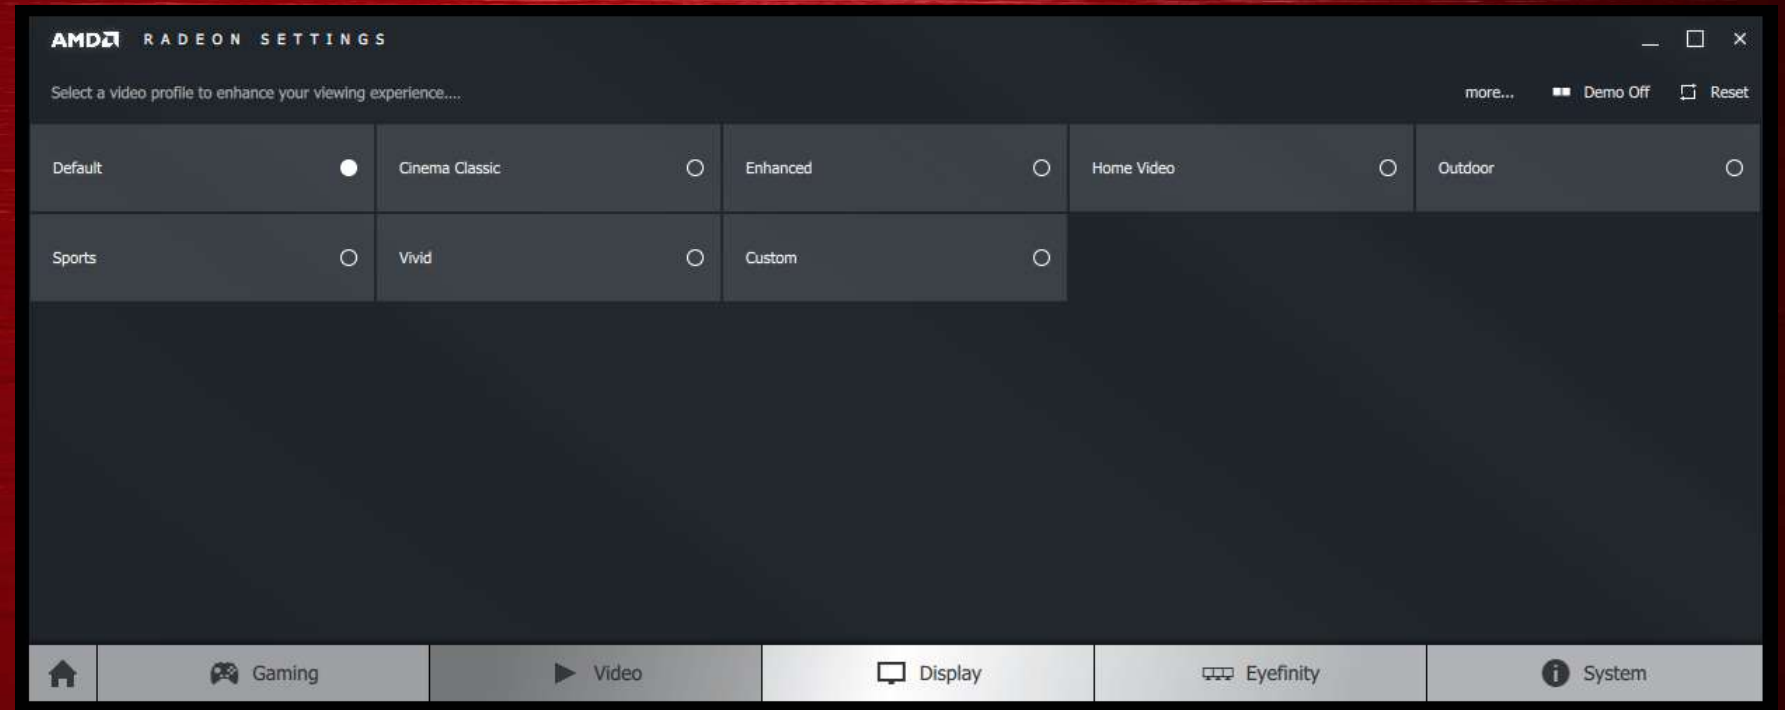 AMD RADEON SETTINGS
Select a video profile to enhance your viewing experience....
more... Demo Off Reset
Default Cinema Classic Enhanced Home Video Outdoor
Sports Vivid Custom
Gaming Video Display Eyefinity System